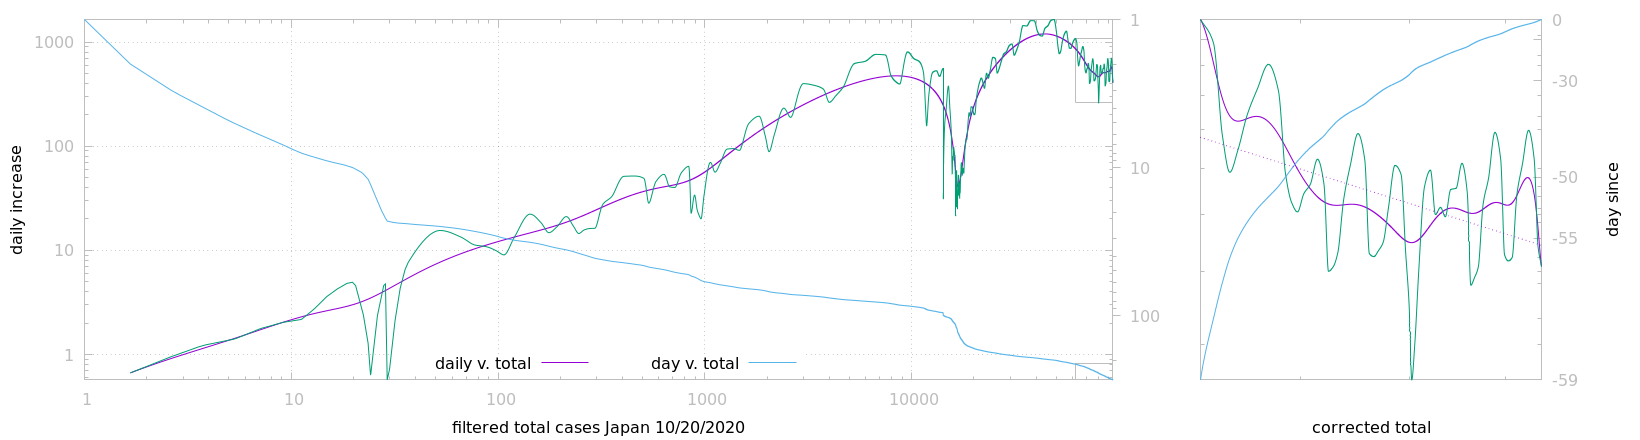 1000
100
10
1
daily increase
1
10
100
1000
10000
1
10
100
daily v. total
day v. total
filtered total cases Japan 10/20/2020
0
-30
-50
-55
-59
day since
corrected total